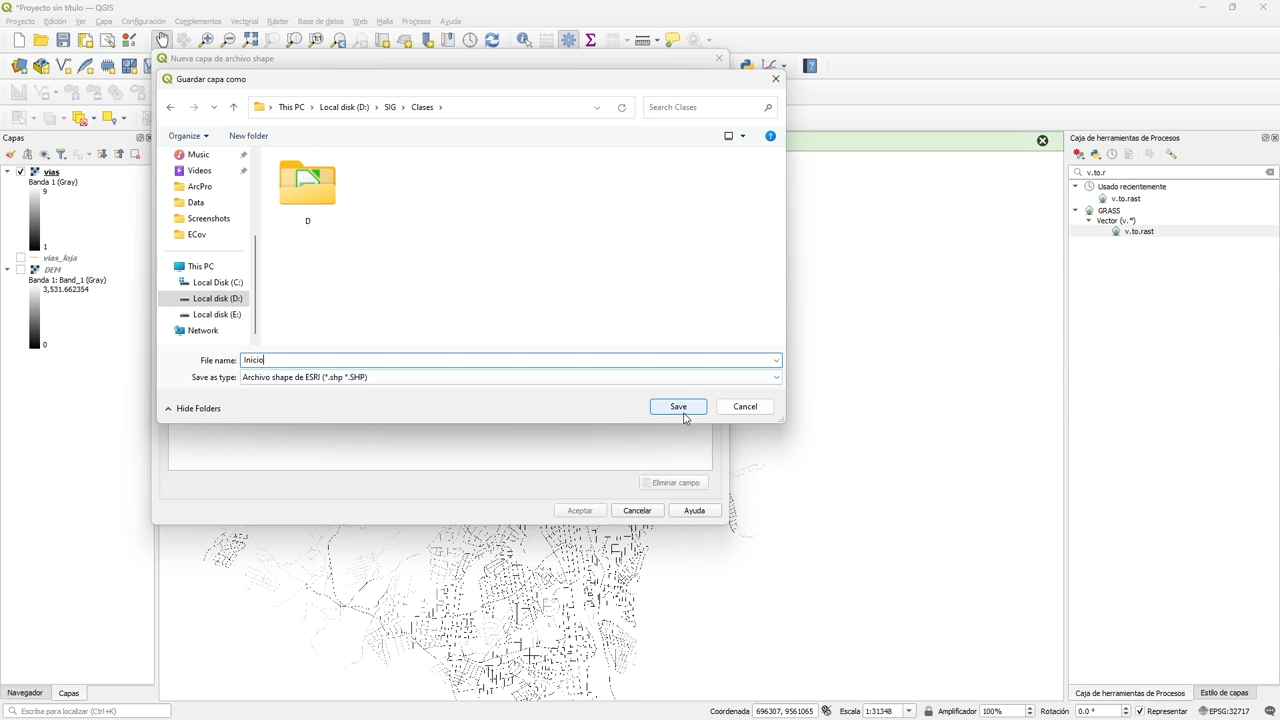 *Proyecto sin título — QGIS
Proyecto Edición Ver Capa Configuración Complementos Vectorial Ráster Base de datos Web Malla Procesos Ayuda
Nueva capa de archivo shape
Guardar capa como
This PC > Local disk (D:) > SIG > Clases >
Search Clases
Organize
New folder
Music
Videos
ArcPro
Data
Screenshots
ECov
This PC
Local Disk (C:)
Local disk (D:)
Local disk (E:)
Network
D
File name: Inicio
Save as type: Archivo shape de ESRI (*.shp *.SHP)
Hide Folders
Save
Cancel
Eliminar campo
Aceptar
Cancelar
Ayuda
Capas
vias
Banda 1 (Gray)
9
1
vias_loja
DEM
Banda 1: Band_1 (Gray)
3,531.662354
0
Navegador
Capas
Caja de herramientas de Procesos
v.to.r
Usado recientemente
v.to.rast
GRASS
Vector (v.*)
v.to.rast
Caja de herramientas de Procesos
Estilo de capas
Escriba para localizar (Ctrl+K)
Coordenada 696307, 9561065
Escala 1:31348
Amplificador 100%
Rotación 0.0 °
Representar
EPSG:32717